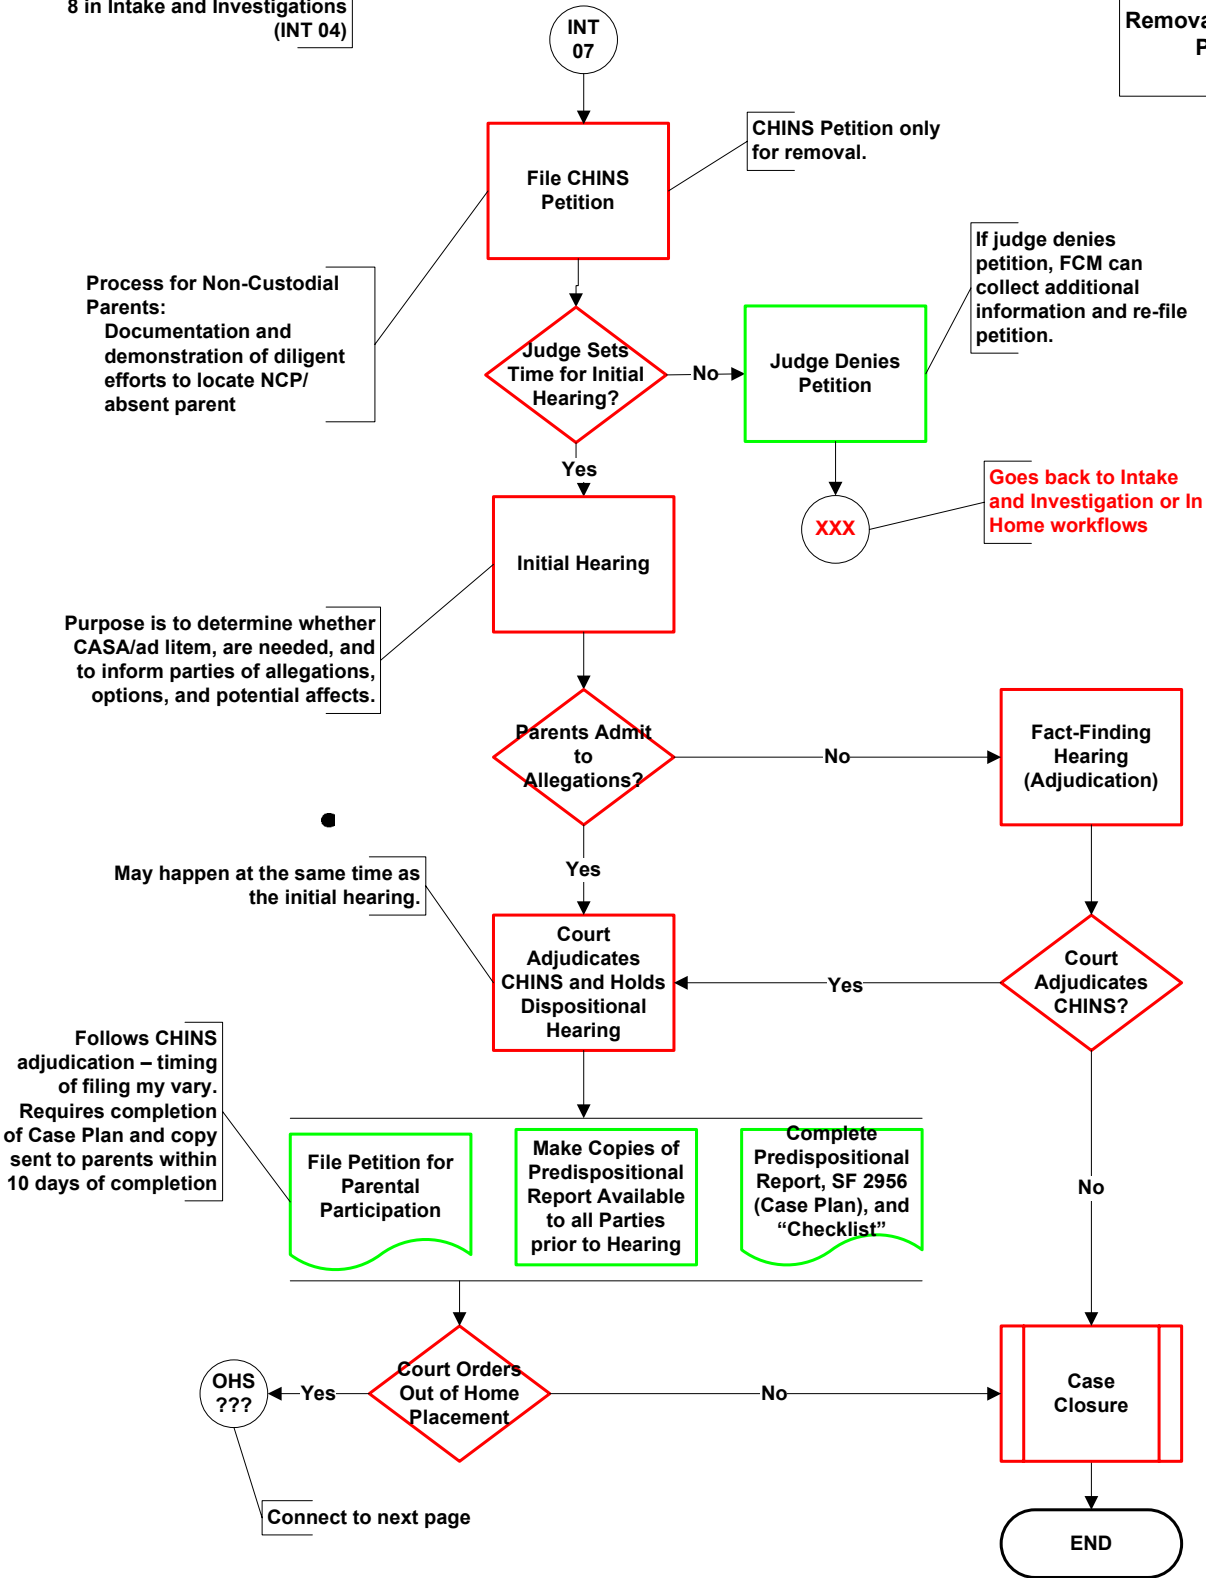 8 in Intake and Investigations
(INT 04)
INT
07
Remova
P
CHINS Petition only
for removal.
File CHINS
Petition
If judge denies
petition, FCM can
collect additional
information and re-file
petition.
Process for Non-Custodial
Parents:
Documentation and
demonstration of diligent
efforts to locate NCP/
absent parent
Judge Sets
Time for Initial
Hearing?
No
Judge Denies
Petition
Yes
Goes back to Intake
and Investigation or In
Home workflows
XXX
Initial Hearing
Purpose is to determine whether
CASA/ad litem, are needed, and
to inform parties of allegations,
options, and potential affects.
Parents Admit
to
Allegations?
No
Fact-Finding
Hearing
(Adjudication)
Yes
May happen at the same time as
the initial hearing.
Court
Adjudicates
CHINS and Holds
Dispositional
Hearing
Yes
Court
Adjudicates
CHINS?
Follows CHINS
adjudication – timing
of filing my vary.
Requires completion
of Case Plan and copy
sent to parents within
10 days of completion
File Petition for
Parental
Participation
Make Copies of
Predispositional
Report Available
to all Parties
prior to Hearing
Complete
Predispositional
Report, SF 2956
(Case Plan), and
“Checklist”
No
Court Orders
Out of Home
Placement
Yes
OHS
???
No
Case
Closure
Connect to next page
END